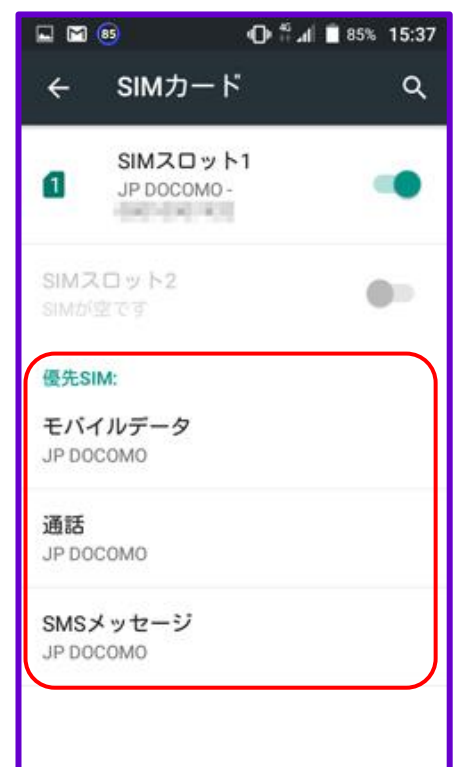 85 4G 85% 15:37
SIMカード
1 SIMスロット1
JP DOCOMO -
SIMスロット2
SIMが空です
優先SIM:
モバイルデータ
JP DOCOMO
通話
JP DOCOMO
SMSメッセージ
JP DOCOMO